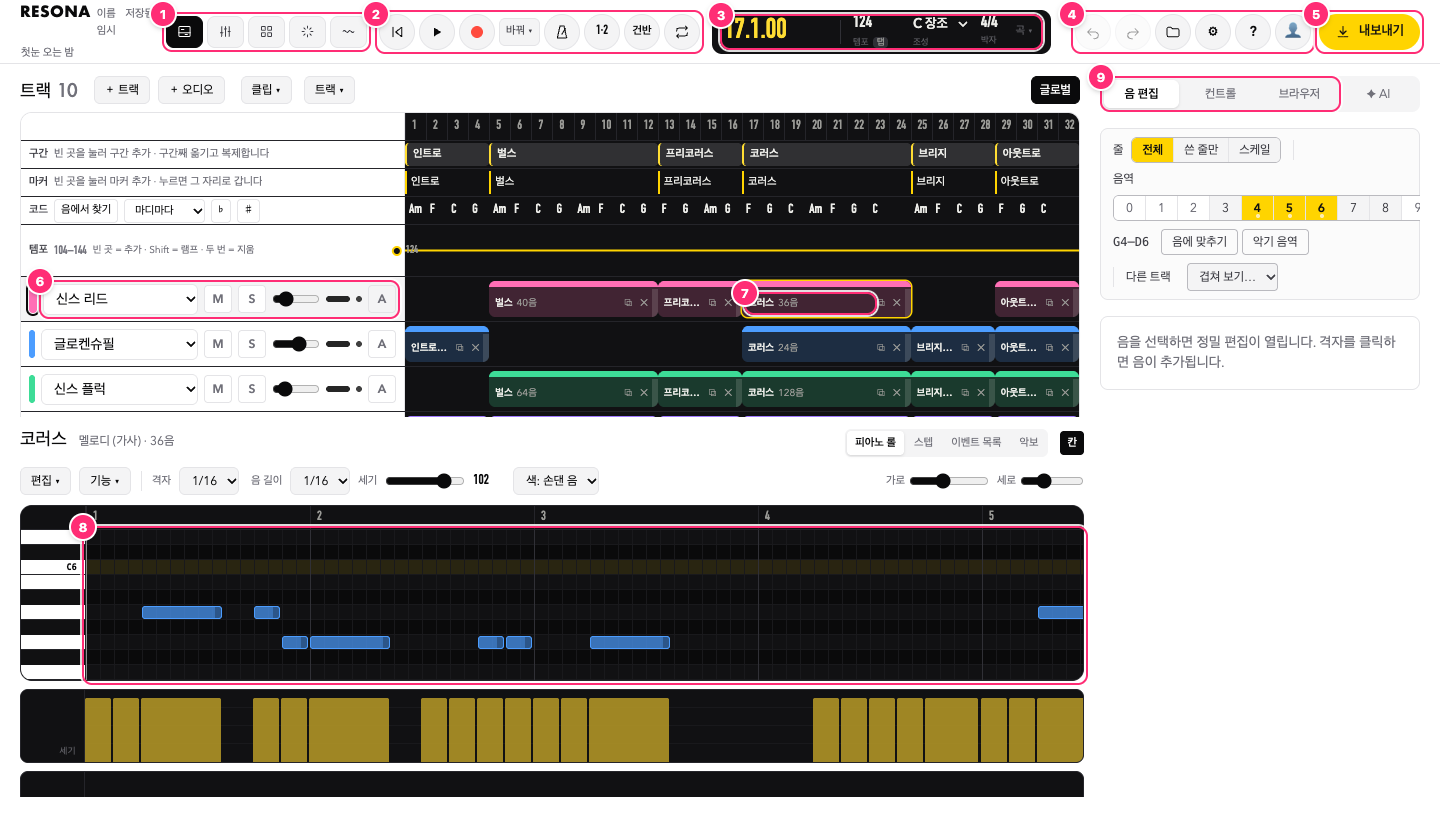 RESONA 이름 저장된
임시
첫눈 오는 밤
1 2 3 4 5
바꿔 ▾ 1·2 건반
17.1.00 124 C 장조 4/4 곡 ▾
템포 탭 조성 박자
? 내보내기
트랙 10 + 트랙 + 오디오 클립 ▾ 트랙 ▾ 글로벌
9 음 편집 컨트롤 브라우저 ✦ AI
1 2 3 4 5 6 7 8 9 10 11 12 13 14 15 16 17 18 19 20 21 22 23 24 25 26 27 28 29 30 31 32
구간 빈 곳을 눌러 구간 추가 · 구간째 옮기고 복제합니다 인트로 벌스 프리코러스 코러스 브리지 아웃트로
마커 빈 곳을 눌러 마커 추가 · 누르면 그 자리로 갑니다 인트로 벌스 프리코러스 코러스 브리지 아웃트로
코드 음에서 찾기 마디마다 ♭ # Am F C G Am F C G Am F C G F G Am G F G C G Am F C Am F C G F G C
템포 104–144 빈 곳 = 추가 · Shift = 램프 · 두 번 = 지움
줄 전체 쓴 줄만 스케일
음역
0 1 2 3 4 5 6 7 8 9
G4–D6 음에 맞추기 악기 음역
다른 트랙 겹쳐 보기...
6 신스 리드 M S A 벌스 40음 프리코... 7 코러스 36음 아웃트...
글로켄슈필 M S A 인트로... 코러스 24음 브리지... 아웃트...
신스 플럭 M S A 벌스 64음 프리코... 코러스 128음 브리지... 아웃트...
음을 선택하면 정밀 편집이 열립니다. 격자를 클릭하
면 음이 추가됩니다.
코러스 멜로디 (가사) · 36음 피아노 롤 스텝 이벤트 목록 악보 칸
편집 ▾ 기능 ▾ 격자 1/16 음 길이 1/16 세기 102 색: 손댄 음 가로 세로
1 2 3 4 5
8
C6
세기